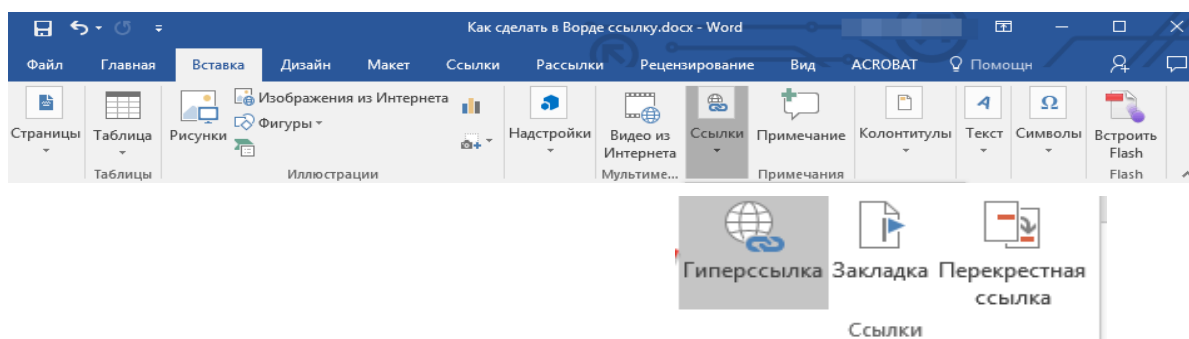 Как сделать в Ворде ссылку.docx - Word
Файл Главная Вставка Дизайн Макет Ссылки Рассылки Рецензирование Вид ACROBAT Помощн
Страницы Таблица Рисунки Изображения из Интернета Фигуры Надстройки Видео из Интернета Ссылки Примечание Колонтитулы Текст Символы Встроить Flash
Таблицы Иллюстрации Мультиме... Примечания Flash
Гиперссылка Закладка Перекрестная
ссылка
Ссылки